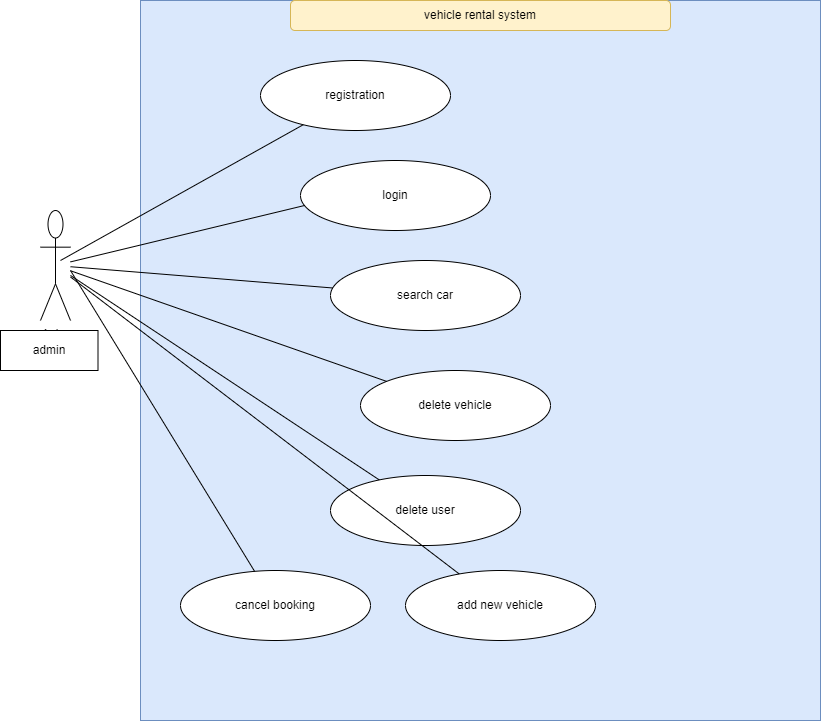 vehicle rental system
registration
login
search car
admin
delete vehicle
delete user
cancel booking
add new vehicle